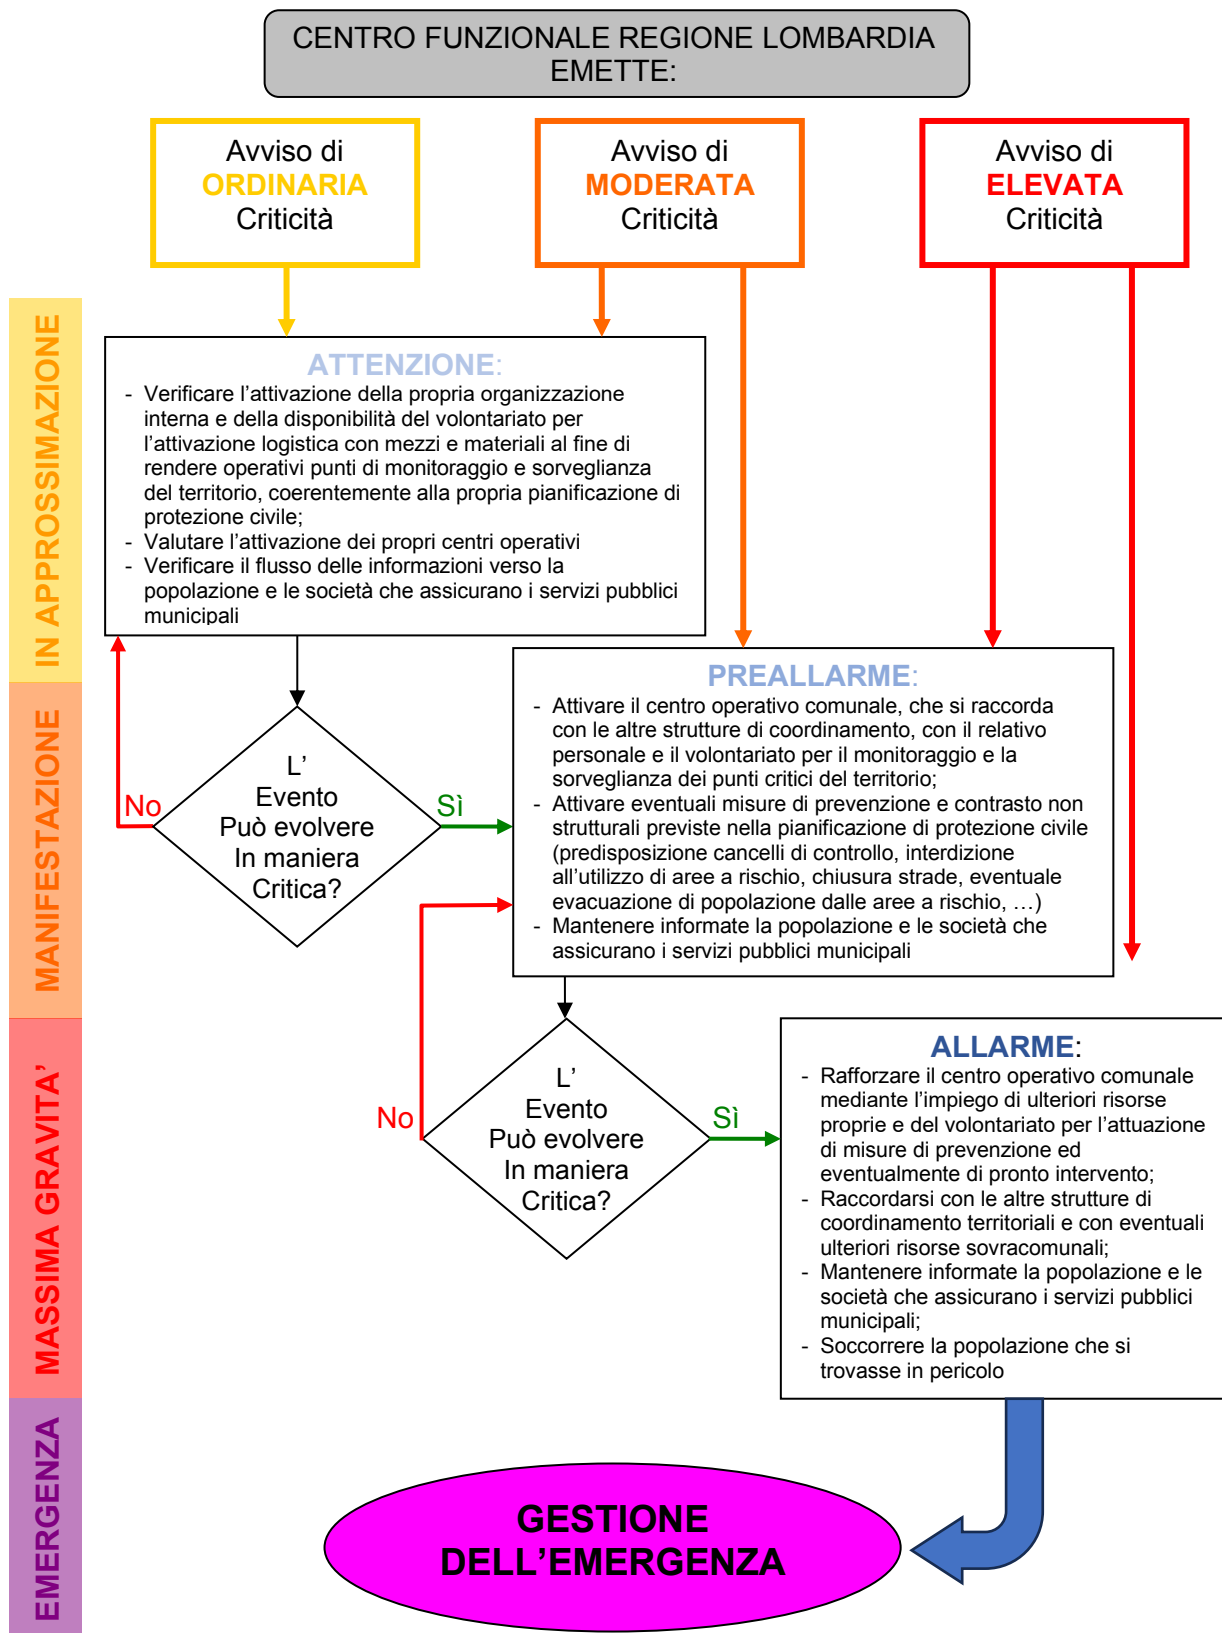 CENTRO FUNZIONALE REGIONE LOMBARDIA
EMETTE:
Avviso di
ORDINARIA
Criticità
Avviso di
MODERATA
Criticità
Avviso di
ELEVATA
Criticità
IN APPROSSIMAZIONE
ATTENZIONE:
- Verificare l'attivazione della propria organizzazione
interna e della disponibilità del volontariato per
l'attivazione logistica con mezzi e materiali al fine di
rendere operativi punti di monitoraggio e sorveglianza
del territorio, coerentemente alla propria pianificazione di
protezione civile;
- Valutare l'attivazione dei propri centri operativi
- Verificare il flusso delle informazioni verso la
popolazione e le società che assicurano i servizi pubblici
municipali
MANIFESTAZIONE
No
L'
Evento
Può evolvere
In maniera
Critica?
Sì
PREALLARME:
- Attivare il centro operativo comunale, che si raccorda
con le altre strutture di coordinamento, con il relativo
personale e il volontariato per il monitoraggio e la
sorveglianza dei punti critici del territorio;
- Attivare eventuali misure di prevenzione e contrasto non
strutturali previste nella pianificazione di protezione civile
(predisposizione cancelli di controllo, interdizione
all'utilizzo di aree a rischio, chiusura strade, eventuale
evacuazione di popolazione dalle aree a rischio, …)
- Mantenere informate la popolazione e le società che
assicurano i servizi pubblici municipali
MASSIMA GRAVITA'
No
L'
Evento
Può evolvere
In maniera
Critica?
Sì
ALLARME:
- Rafforzare il centro operativo comunale
mediante l'impiego di ulteriori risorse
proprie e del volontariato per l'attuazione
di misure di prevenzione ed
eventualmente di pronto intervento;
- Raccordarsi con le altre strutture di
coordinamento territoriali e con eventuali
ulteriori risorse sovracomunali;
- Mantenere informate la popolazione e le
società che assicurano i servizi pubblici
municipali;
- Soccorrere la popolazione che si
trovasse in pericolo
EMERGENZA
GESTIONE
DELL'EMERGENZA